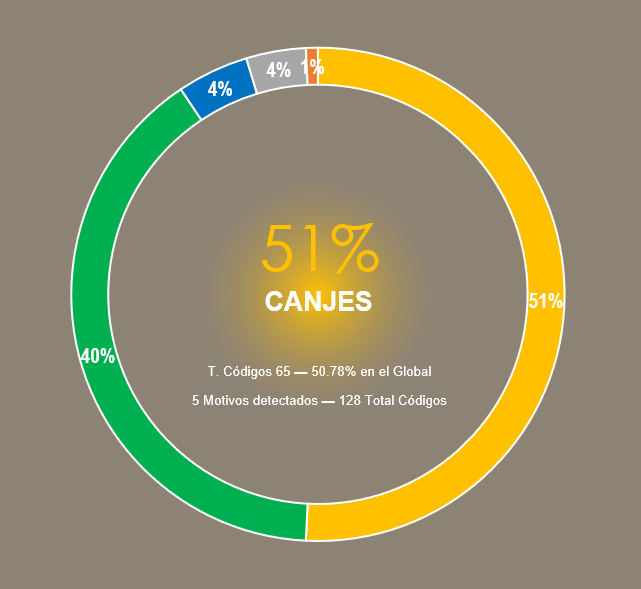 4%
4%
1%
51%
CANJES
51%
40%
T. Códigos 65 — 50.78% en el Global
5 Motivos detectados — 128 Total Códigos